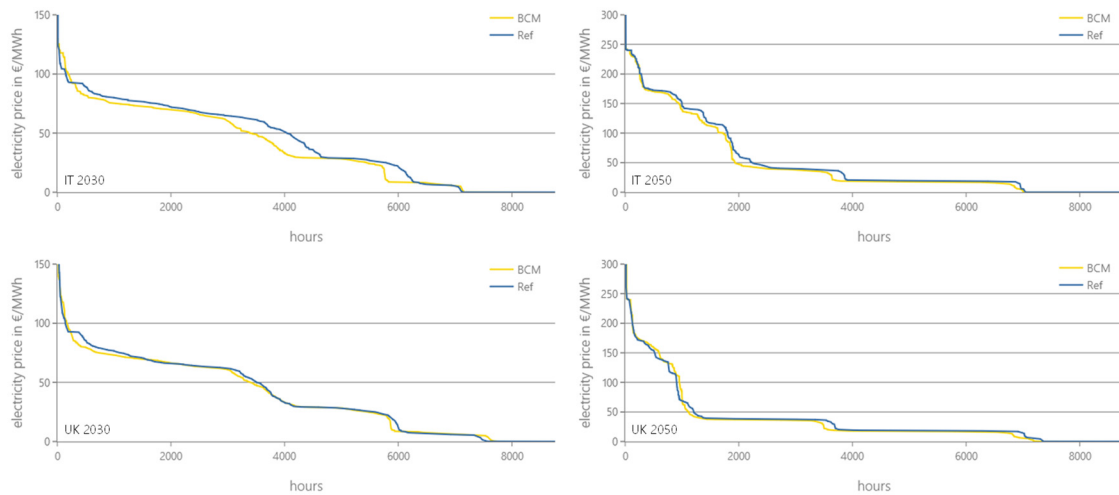 electricity price in €/MWh
150
100
50
0
BCM
Ref
IT 2030
0 2000 4000 6000 8000
hours
electricity price in €/MWh
300
250
200
150
100
50
0
BCM
Ref
IT 2050
0 2000 4000 6000 8000
hours
electricity price in €/MWh
150
100
50
0
BCM
Ref
UK 2030
0 2000 4000 6000 8000
hours
electricity price in €/MWh
300
250
200
150
100
50
0
BCM
Ref
UK 2050
0 2000 4000 6000 8000
hours